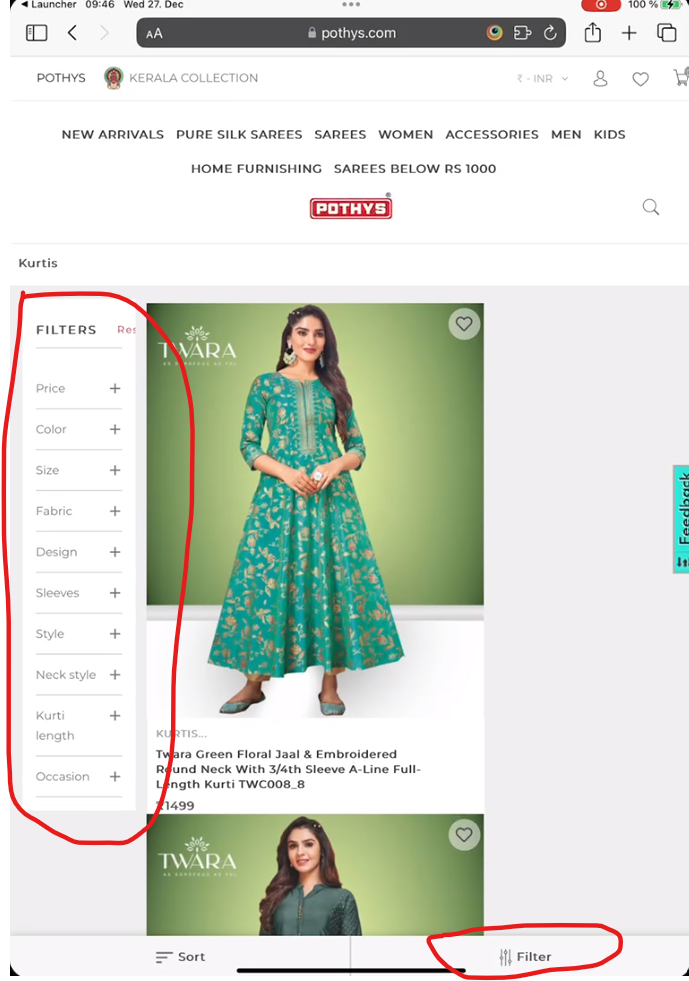 Launcher 09:46 Wed 27. Dec
100 %
AA
pothys.com
POTHYS
KERALA COLLECTION
₹ - INR
NEW ARRIVALS PURE SILK SAREES SAREES WOMEN ACCESSORIES MEN KIDS
HOME FURNISHING SAREES BELOW RS 1000
POTHYS
Kurtis
FILTERS Res
Price
Color
Size
Fabric
Design
Sleeves
Style
Neck style
Kurti
length
Occasion
TWARA
KURTIS...
Twara Green Floral Jaal & Embroidered
Round Neck With 3/4th Sleeve A-Line Full-
Length Kurti TWC008_8
₹1499
TWARA
Feedback
Sort
Filter